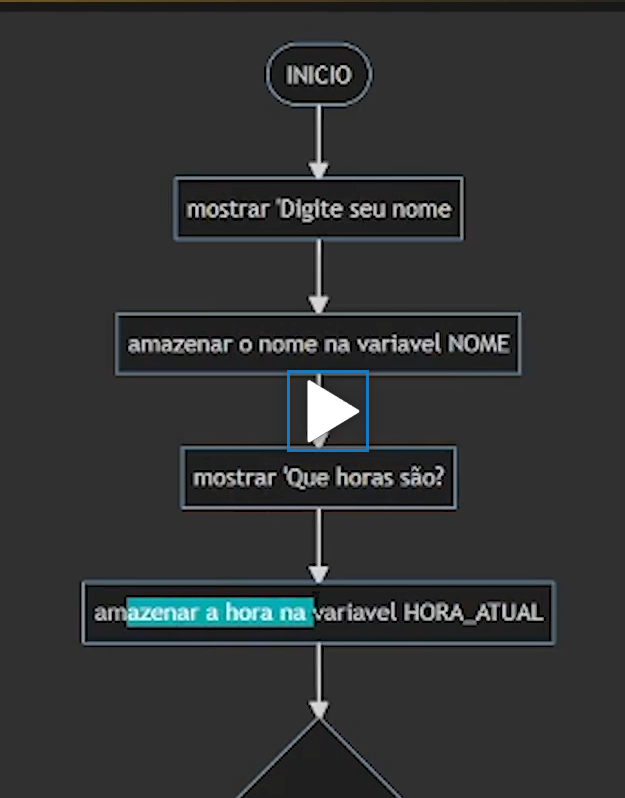 INICIO
mostrar 'Digite seu nome
amazenar o nome na variavel NOME
mostrar 'Que horas são?
amazenar a hora na variavel HORA_ATUAL